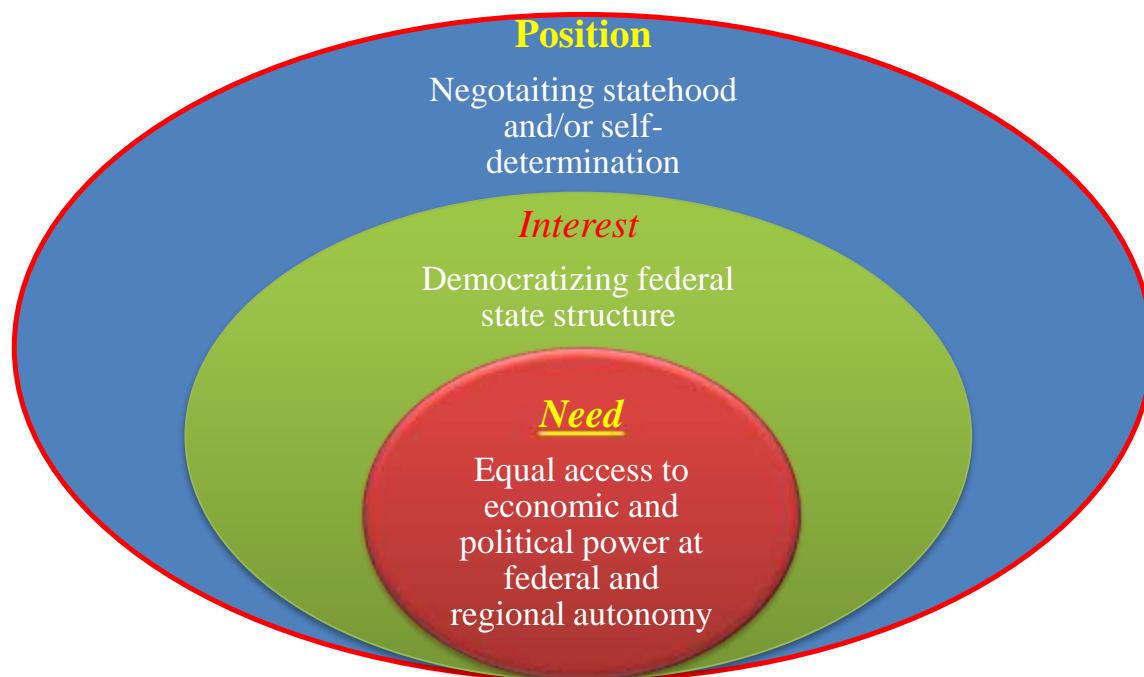 Position
Negotaiting statehood
and/or self-
determination
Interest
Democratizing federal
state structure
Need
Equal access to
economic and
political power at
federal and
regional autonomy